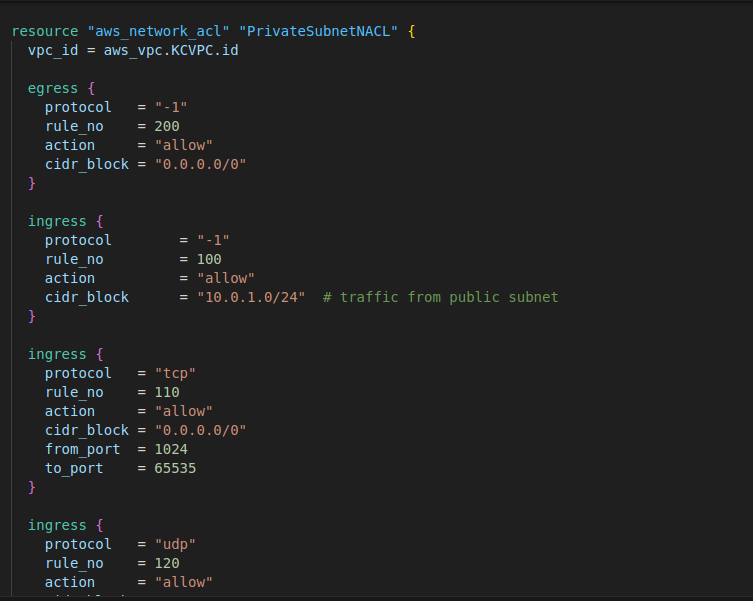 resource "aws_network_acl" "PrivateSubnetNACL" {
  vpc_id = aws_vpc.KCVPC.id

  egress {
    protocol   = "-1"
    rule_no    = 200
    action     = "allow"
    cidr_block = "0.0.0.0/0"
  }

  ingress {
    protocol        = "-1"
    rule_no         = 100
    action          = "allow"
    cidr_block      = "10.0.1.0/24"  # traffic from public subnet
  }

  ingress {
    protocol   = "tcp"
    rule_no    = 110
    action     = "allow"
    cidr_block = "0.0.0.0/0"
    from_port  = 1024
    to_port    = 65535
  }

  ingress {
    protocol   = "udp"
    rule_no    = 120
    action     = "allow"